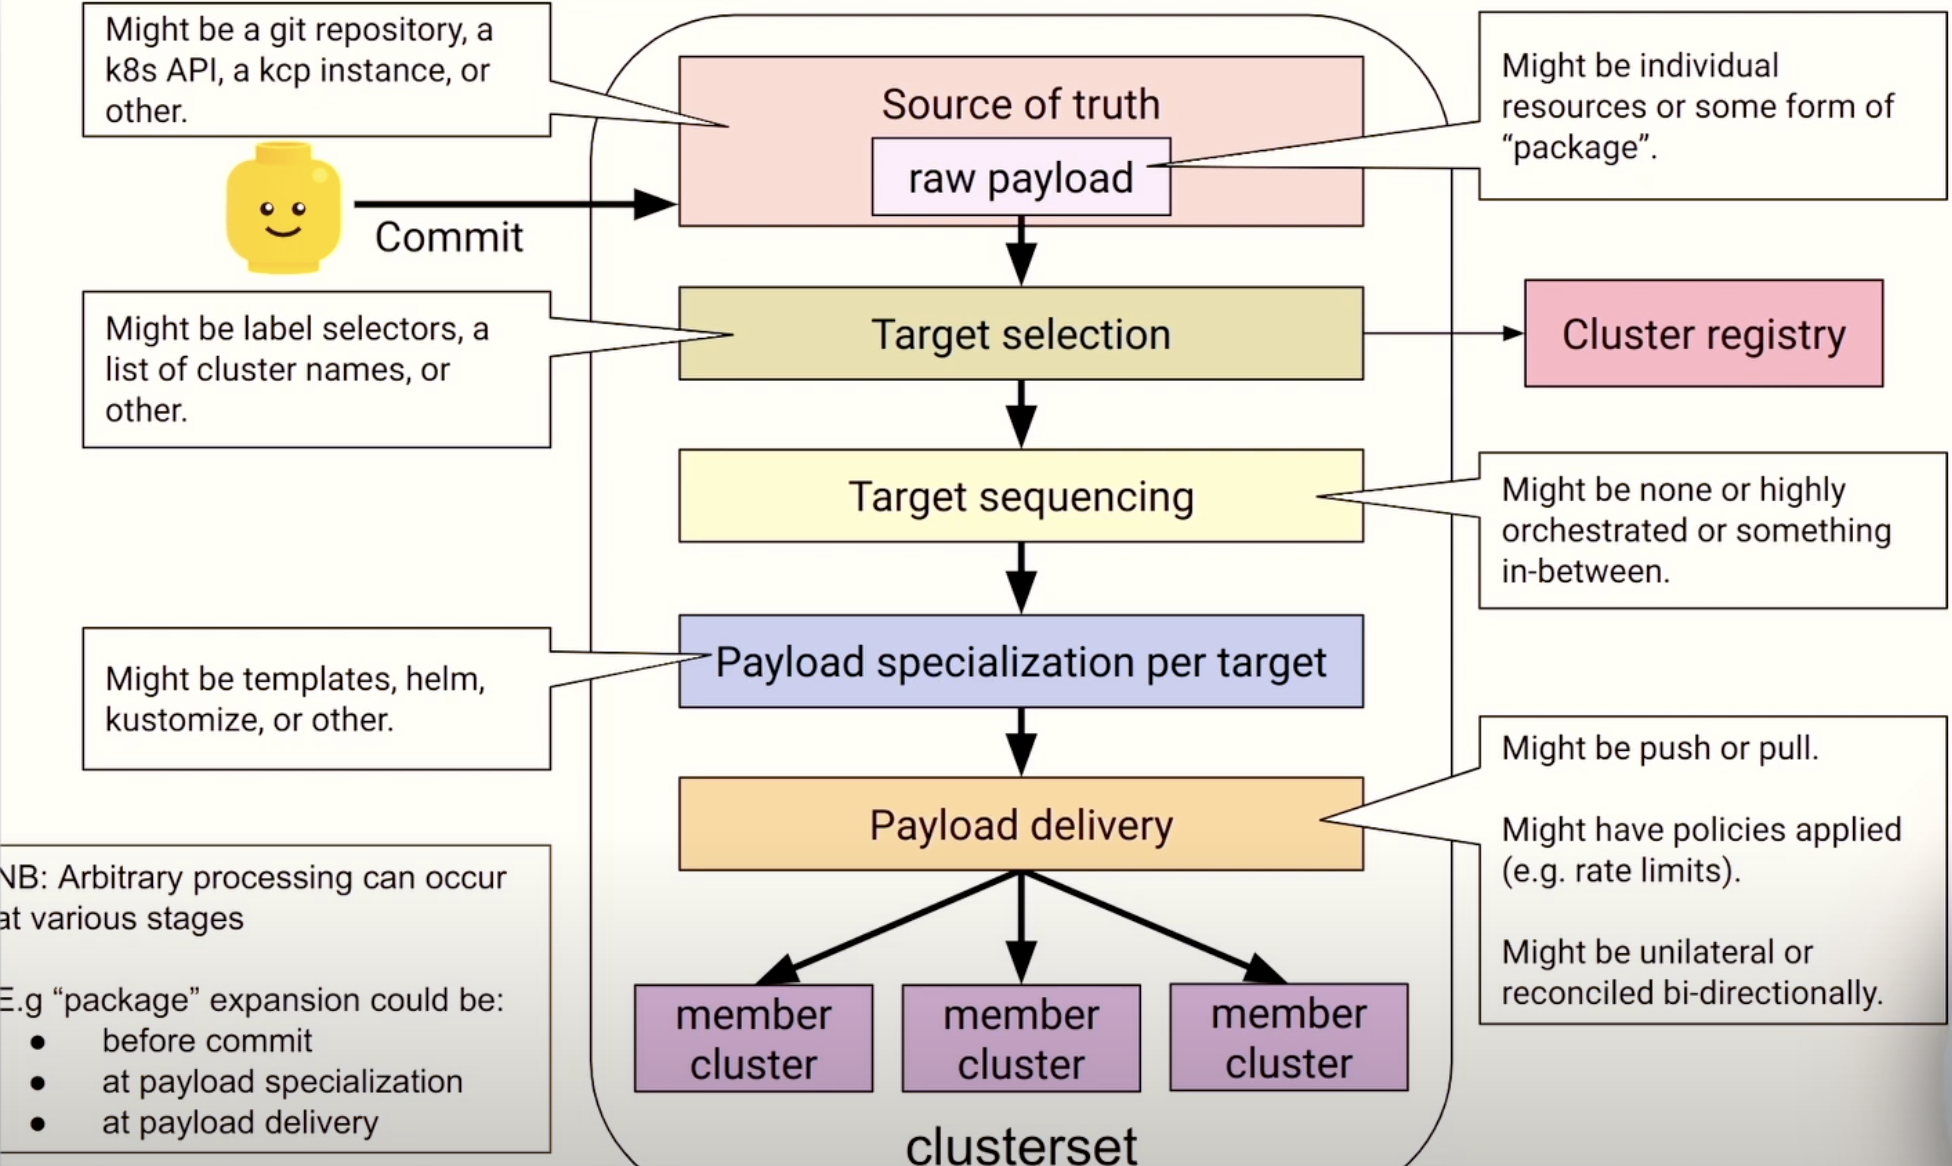 Might be a git repository, a
k8s API, a kcp instance, or
other.
Source of truth
raw payload
Might be individual
resources or some form of
“package”.
Commit
Might be label selectors, a
list of cluster names, or
other.
Target selection
Cluster registry
Target sequencing
Might be none or highly
orchestrated or something
in-between.
Might be templates, helm,
kustomize, or other.
Payload specialization per target
Payload delivery
Might be push or pull.
Might have policies applied
(e.g. rate limits).
Might be unilateral or
reconciled bi-directionally.
NB: Arbitrary processing can occur
at various stages
E.g “package” expansion could be:
● before commit
● at payload specialization
● at payload delivery
member
cluster
member
cluster
member
cluster
clusterset